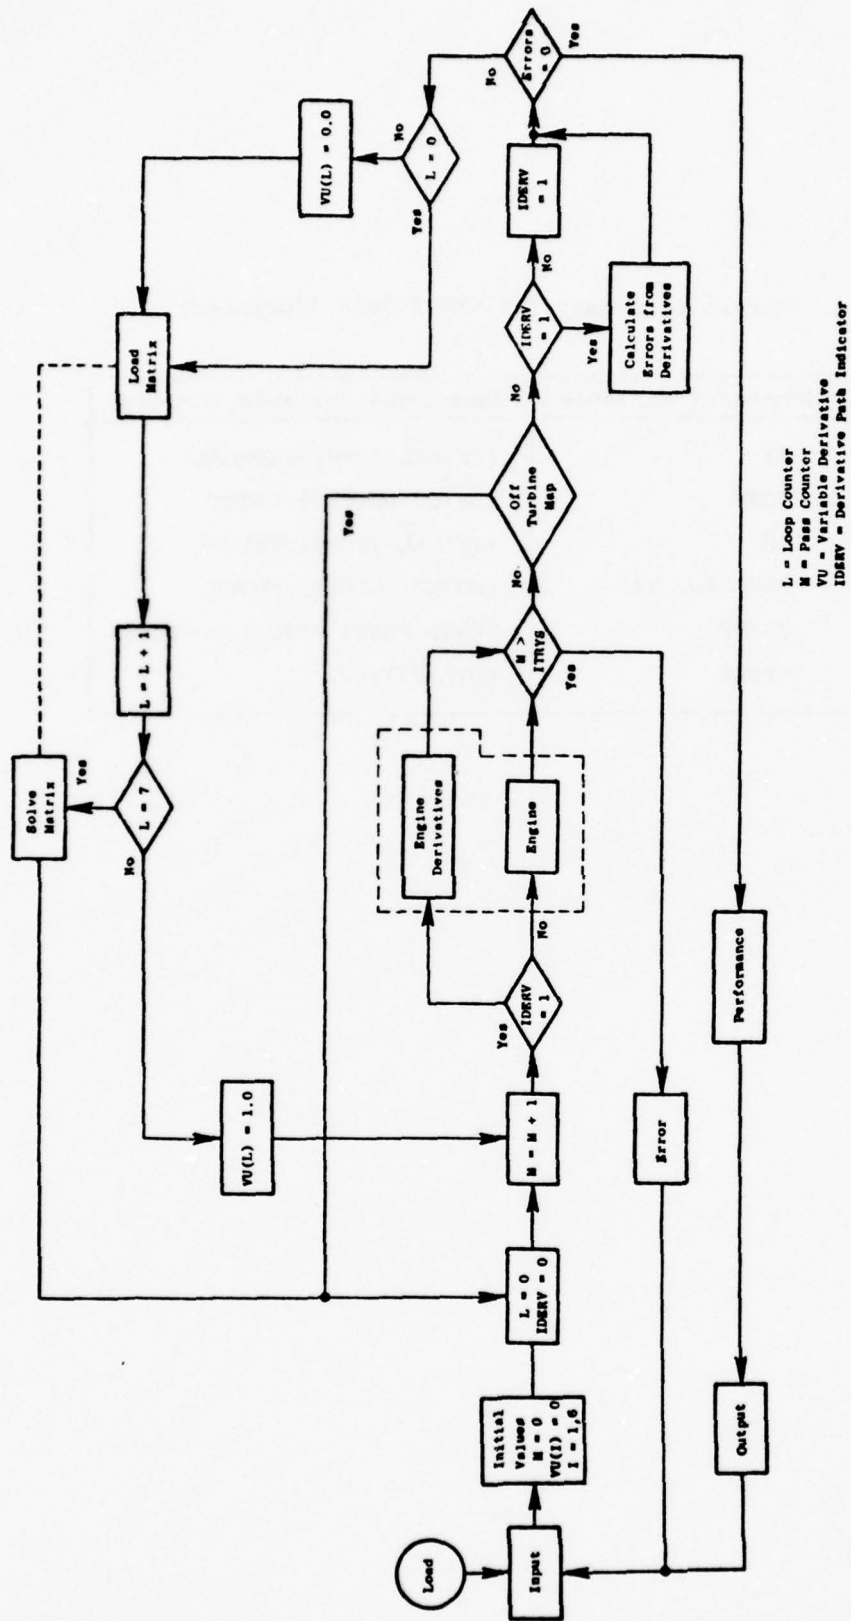 Load
Input
Initial
Values
M = 0
VU(I) = 0
I = 1,6
L = 0
IDERV = 0
M = M + 1
IDERV
= 1
Yes
No
Engine
Derivatives
Engine
M >
ITRYS
No
Yes
Off
Turbine
Map
Yes
No
IDERV
= 1
No
Yes
IDERV
= 1
Calculate
Errors from
Derivatives
Errors
= 0
No
Yes
L = 0
No
Yes
VU(L) = 0.0
Load
Matrix
L = L + 1
L = 7
Yes
No
Solve
Matrix
VU(L) = 1.0
Error
Performance
Output
L = Loop Counter
M = Pass Counter
VU = Variable Derivative
IDERV = Derivative Path Indicator